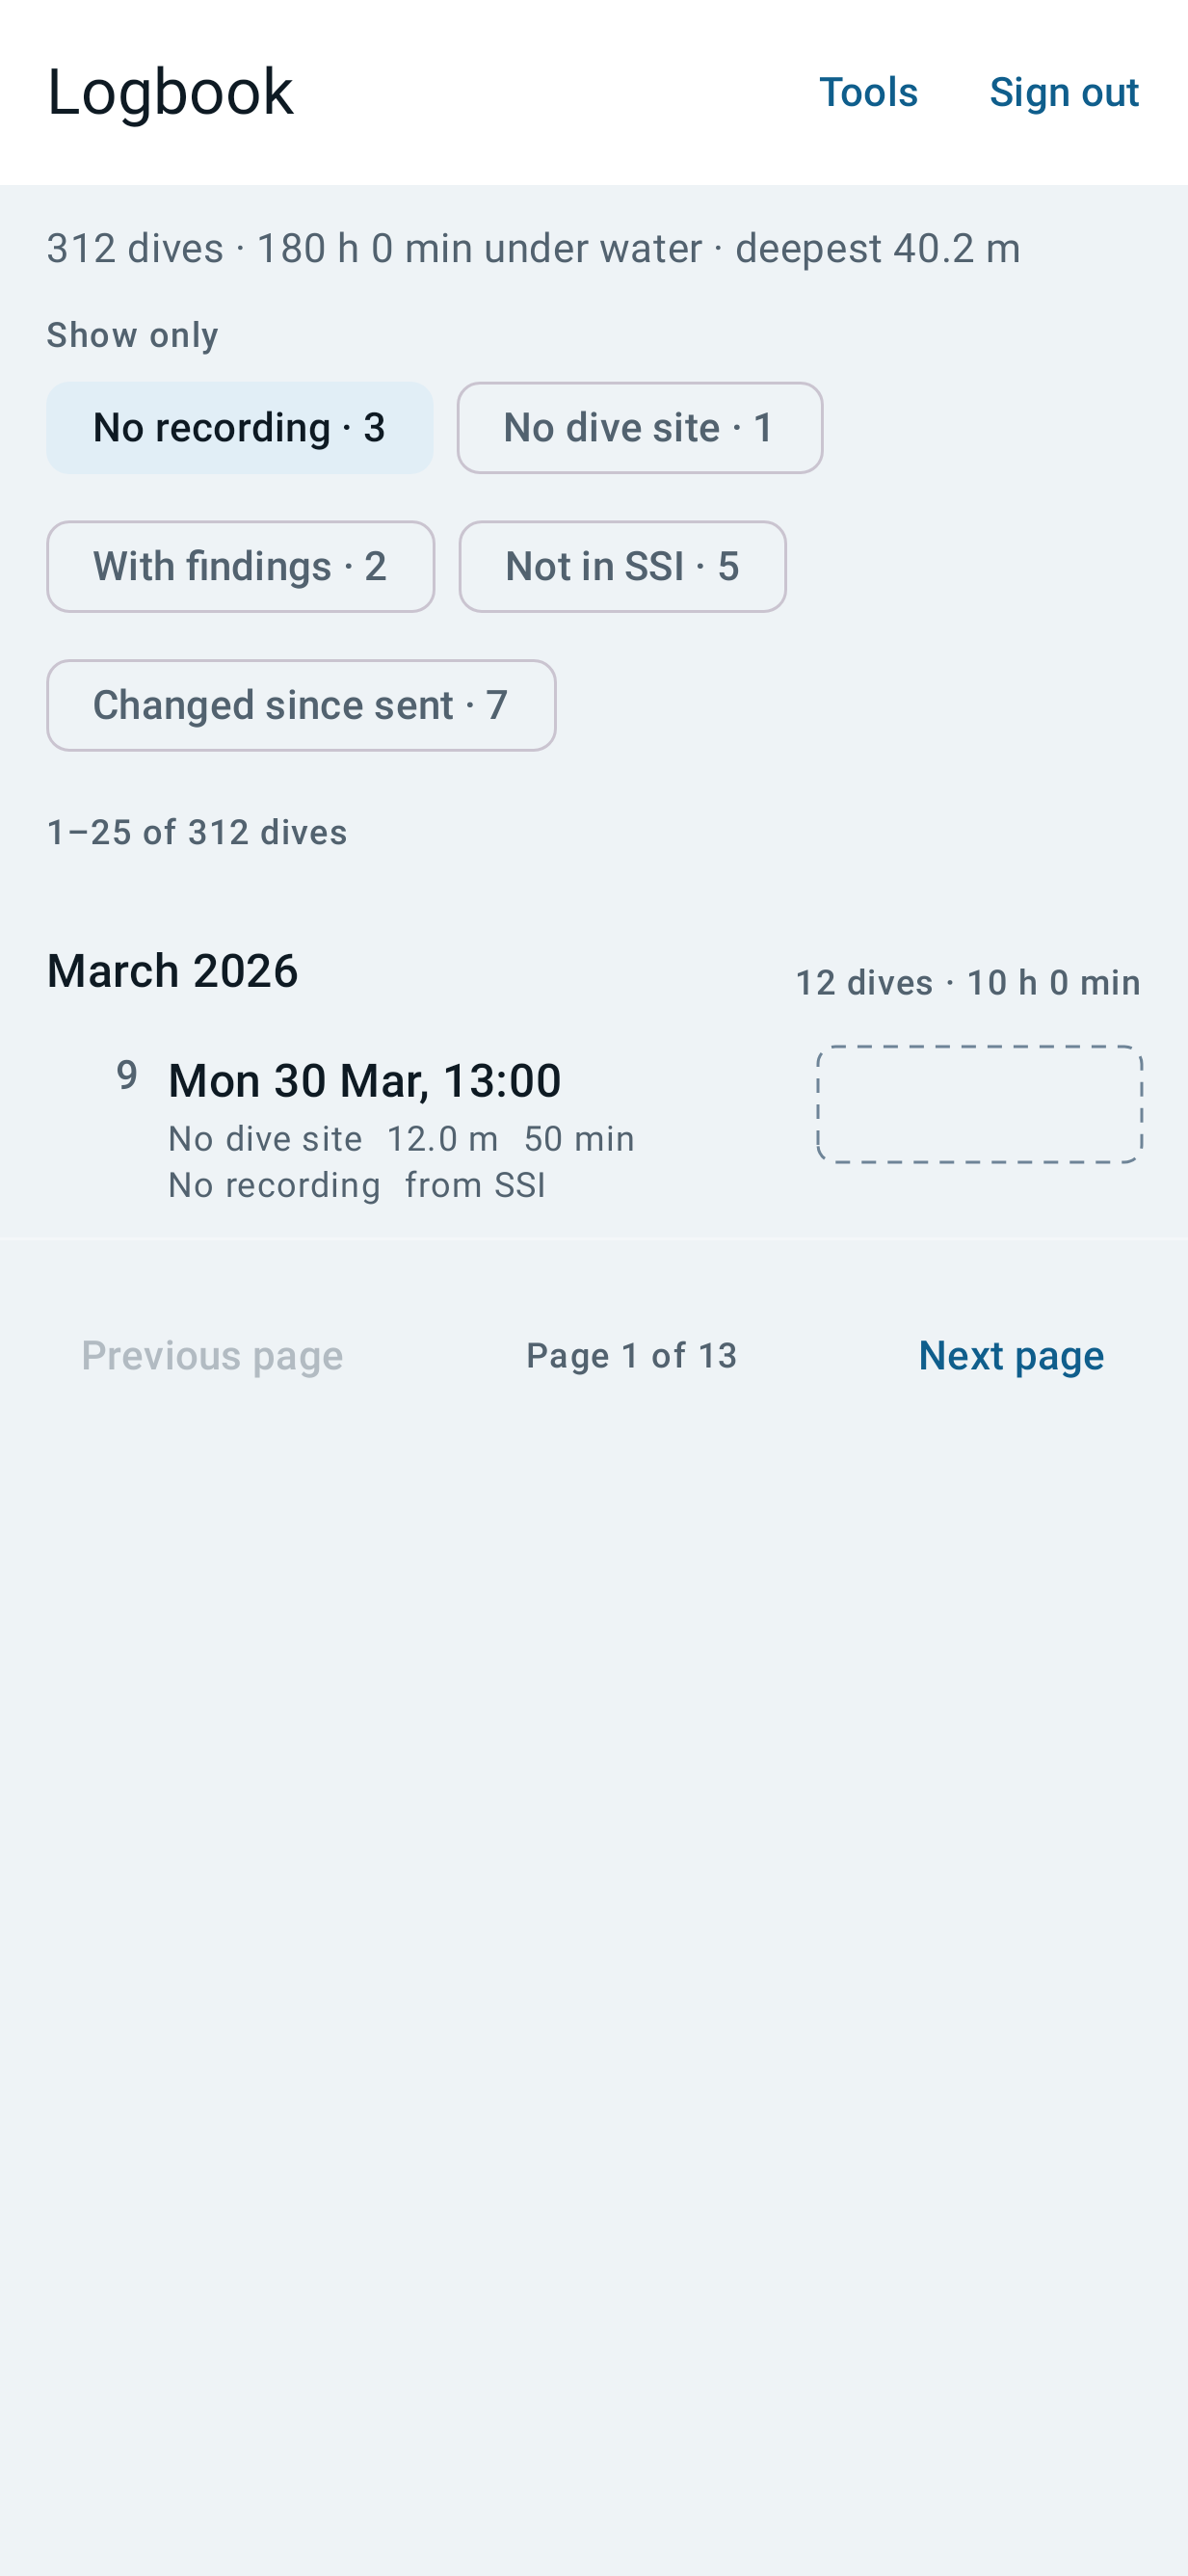 Logbook
Tools
Sign out
312 dives · 180 h 0 min under water · deepest 40.2 m
Show only
No recording · 3
No dive site · 1
With findings · 2
Not in SSI · 5
Changed since sent · 7
1–25 of 312 dives
March 2026
12 dives · 10 h 0 min
9
Mon 30 Mar, 13:00
No dive site 12.0 m 50 min
No recording from SSI
Previous page
Page 1 of 13
Next page